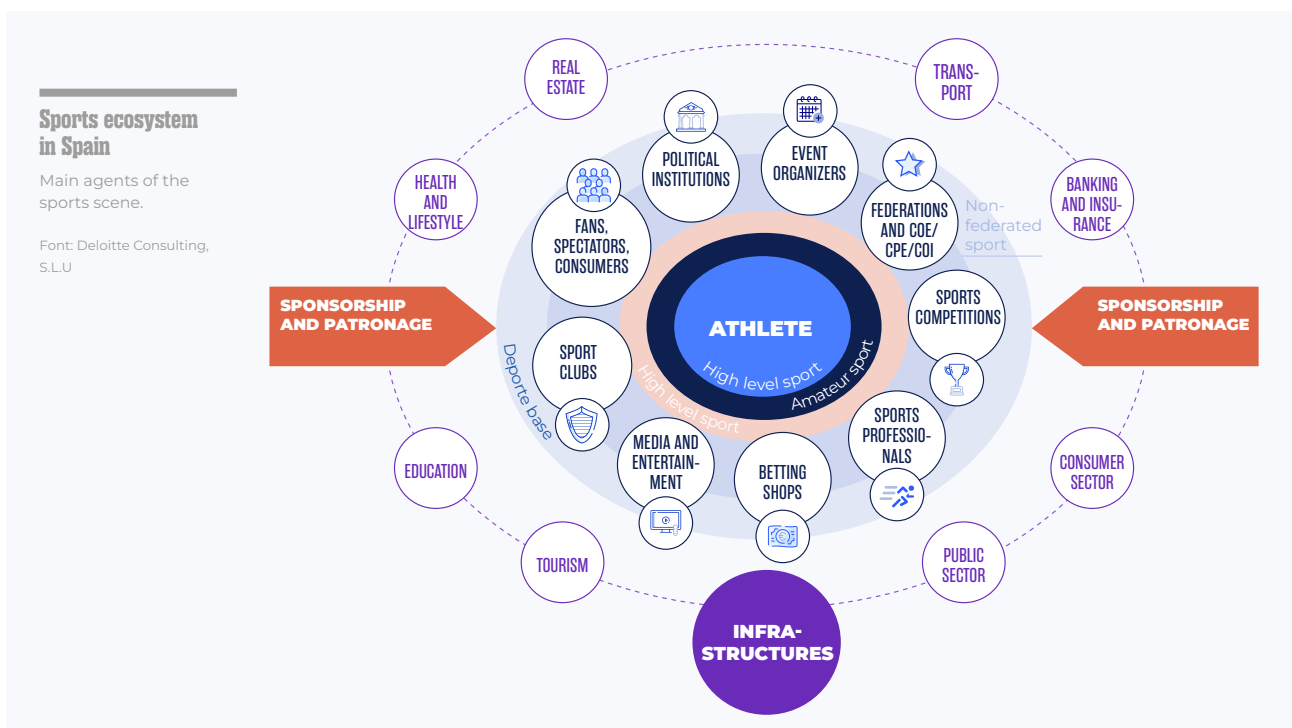 Sports ecosystem
in Spain
Main agents of the
sports scene.
Font: Deloitte Consulting,
S.L.U
REAL
ESTATE
TRANS-
PORT
HEALTH
AND
LIFESTYLE
BANKING
AND INSU-
RANCE
POLITICAL
INSTITUTIONS
EVENT
ORGANIZERS
FANS,
SPECTATORS,
CONSUMERS
FEDERATIONS
AND COE/
CPE/COI
Non-
federated
sport
SPONSORSHIP
AND PATRONAGE
SPORTS
COMPETITIONS
SPONSORSHIP
AND PATRONAGE
ATHLETE
High level sport
Amateur sport
High level sport
Deporte base
SPORT
CLUBS
SPORTS
PROFESSIO-
NALS
MEDIA AND
ENTERTAIN-
MENT
BETTING
SHOPS
EDUCATION
CONSUMER
SECTOR
TOURISM
PUBLIC
SECTOR
INFRA-
STRUCTURES